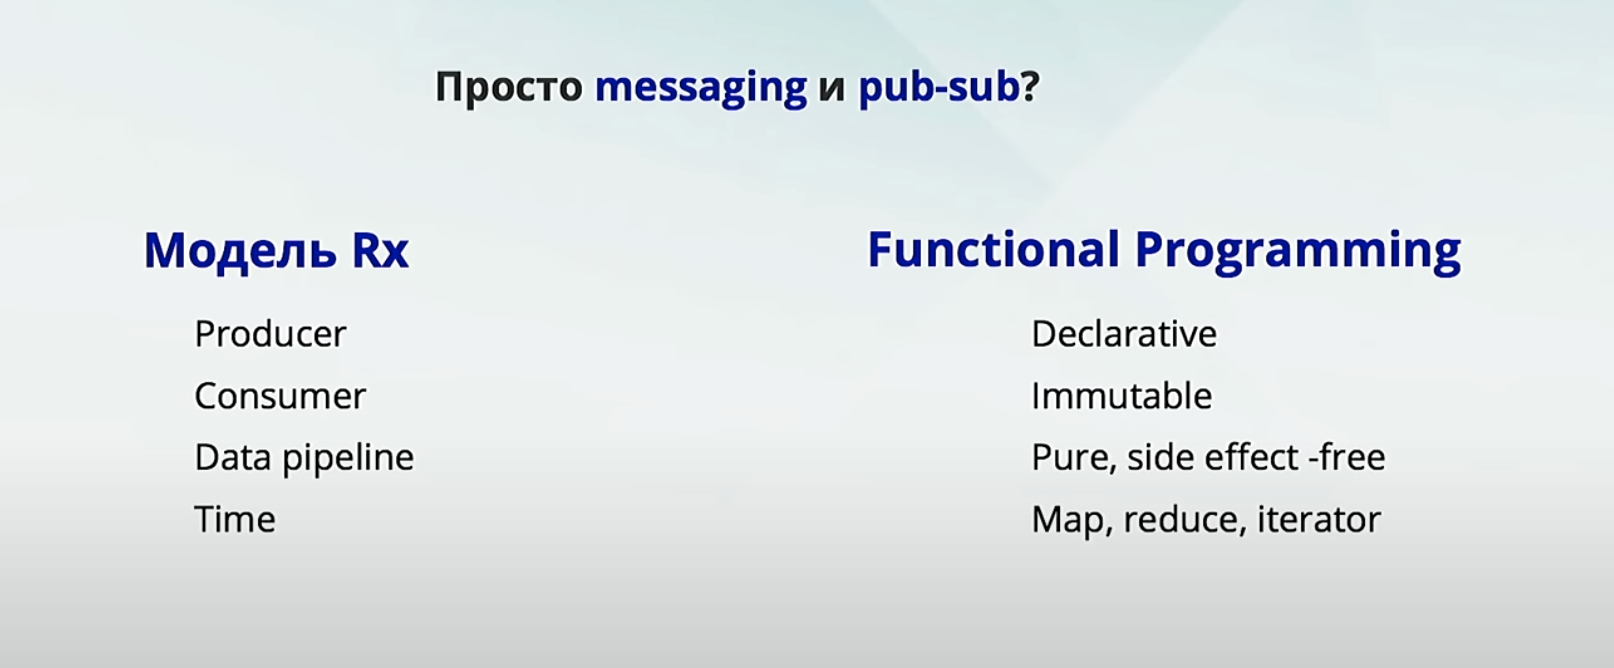 Просто messaging и pub-sub?
Модель Rx
Producer
Consumer
Data pipeline
Time
Functional Programming
Declarative
Immutable
Pure, side effect -free
Map, reduce, iterator